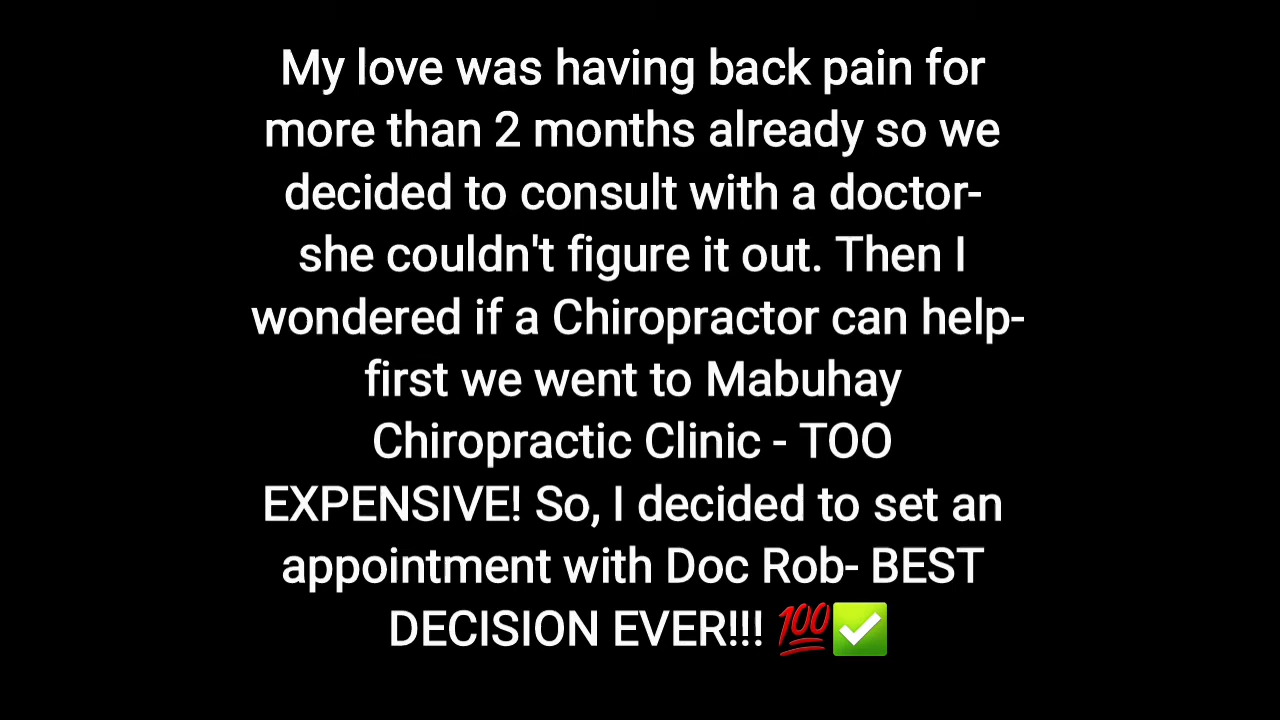 My love was having back pain for
more than 2 months already so we
decided to consult with a doctor-
she couldn't figure it out. Then I
wondered if a Chiropractor can help-
first we went to Mabuhay
Chiropractic Clinic - TOO
EXPENSIVE! So, I decided to set an
appointment with Doc Rob- BEST
DECISION EVER!!! 💯✅